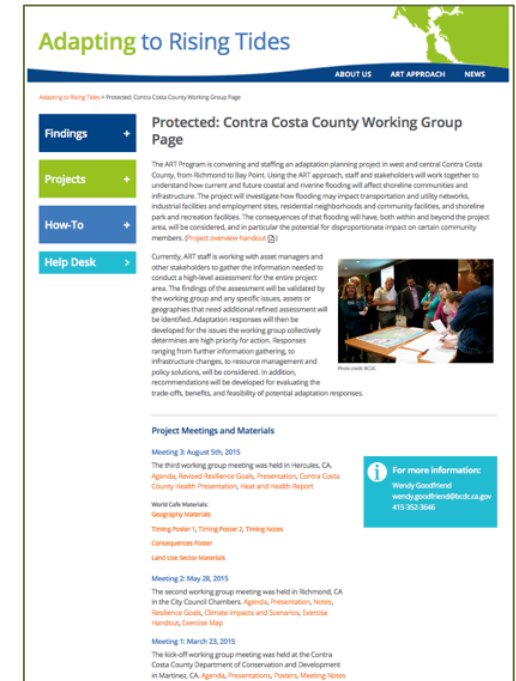 Adapting to Rising Tides
ABOUT US ART APPROACH NEWS
Adapting to Rising Tides > Protected: Contra Costa County Working Group Page
Findings +
Projects +
How-To +
Help Desk >
Protected: Contra Costa County Working Group
Page
The ART Program is convening and staffing an adaptation planning project in west and central Contra Costa
County, from Richmond to Bay Point. Using the ART approach, staff and stakeholders will work together to
understand how current and future coastal and riverine flooding will affect shoreline communities and
infrastructure. The project will investigate how flooding may impact transportation and utility networks,
industrial facilities and employment sites, residential neighborhoods and community facilities, and shoreline
park and recreation facilities. The consequences of that flooding will have, both within and beyond the project
area, will be considered, and in particular the potential for disproportionate impact on certain community
members. (Project overview handout)
Currently, ART staff is working with asset managers and
other stakeholders to gather the information needed to
conduct a high-level assessment for the entire project
area. The findings of the assessment will be validated by
the working group and any specific issues, assets or
geographies that need additional refined assessment will
be identified. Adaptation responses will then be
developed for the issues the working group collectively
determines are high priority for action. Responses
ranging from further information gathering, to
infrastructure changes, to resource management and
policy solutions, will be considered. In addition,
recommendations will be developed for evaluating the
trade-offs, benefits, and feasibility of potential adaptation responses.
Photo credit: BCDC
Project Meetings and Materials
Meeting 3: August 5th, 2015
The third working group meeting was held in Hercules, CA.
Agenda, Revised Resilience Goals, Presentation, Contra Costa
County Health Presentation, Heat and Health Report
World Cafe Materials:
Geography Materials
Timing Poster 1, Timing Poster 2, Timing Notes
Consequences Poster
Land Use Sector Materials
For more information:
Wendy Goodfriend
wendy.goodfriend@bcdc.ca.gov
415-352-3646
Meeting 2: May 28, 2015
The second working group meeting was held in Richmond, CA
in the City Council Chambers. Agenda, Presentation, Notes,
Resilience Goals, Climate Impacts and Scenarios, Exercise
Handout, Exercise Map
Meeting 1: March 23, 2015
The kick-off working group meeting was held at the Contra
Costa County Department of Conservation and Development
in Martinez, CA. Agenda, Presentations, Posters, Meeting Notes